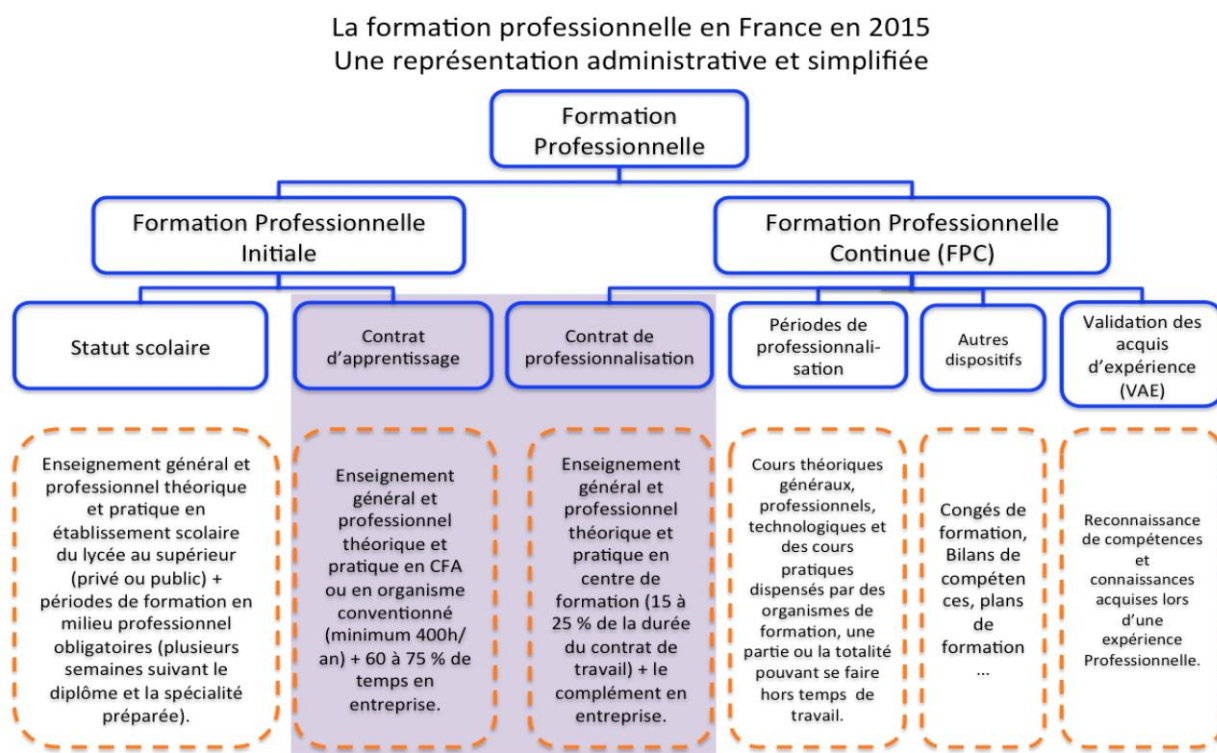 La formation professionnelle en France en 2015
Une représentation administrative et simplifiée
Formation
Professionnelle
Formation Professionnelle
Initiale
Formation Professionnelle
Continue (FPC)
Statut scolaire
Contrat
d'apprentissage
Contrat de
professionnalisation
Périodes de
professionnali-
sation
Autres
dispositifs
Validation des
acquis
d'expérience
(VAE)
Enseignement général et
professionnel théorique
et pratique en
établissement scolaire
du lycée au supérieur
(privé ou public) +
périodes de formation en
milieu professionnel
obligatoires (plusieurs
semaines suivant le
diplôme et la spécialité
préparée).
Enseignement
général et
professionnel
théorique et
pratique en CFA
ou en organisme
conventionné
(minimum 400h/
an) + 60 à 75 % de
temps en
entreprise.
Enseignement
général et
professionnel
théorique et
pratique en
centre de
formation (15 à
25 % de la durée
du contrat de
travail) + le
complément en
entreprise.
Cours théoriques
généraux,
professionnels,
technologiques et
des cours
pratiques
dispensés par des
organismes de
formation, une
partie ou la totalité
pouvant se faire
hors temps de
travail.
Congés de
formation,
Bilans de
compéten
ces, plans
de
formation
...
Reconnaissance
de compétences
et
connaissances
acquises lors
d'une
expérience
Professionnelle.